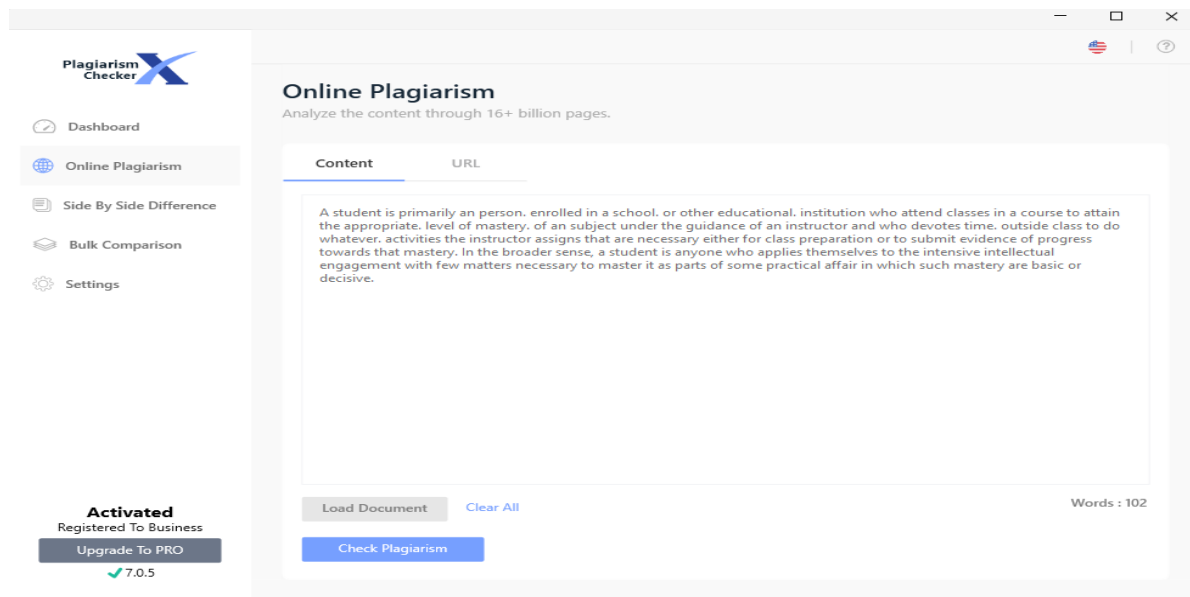 Plagiarism
Checker
Dashboard
Online Plagiarism
Side By Side Difference
Bulk Comparison
Settings
Activated
Registered To Business
Upgrade To PRO
7.0.5
?
Online Plagiarism
Analyze the content through 16+ billion pages.
Content URL
A student is primarily an person. enrolled in a school. or other educational. institution who attend classes in a course to attain
the appropriate. level of mastery. of an subject under the guidance of an instructor and who devotes time. outside class to do
whatever. activities the instructor assigns that are necessary either for class preparation or to submit evidence of progress
towards that mastery. In the broader sense, a student is anyone who applies themselves to the intensive intellectual
engagement with few matters necessary to master it as parts of some practical affair in which such mastery are basic or
decisive.
Load Document Clear All Words : 102
Check Plagiarism